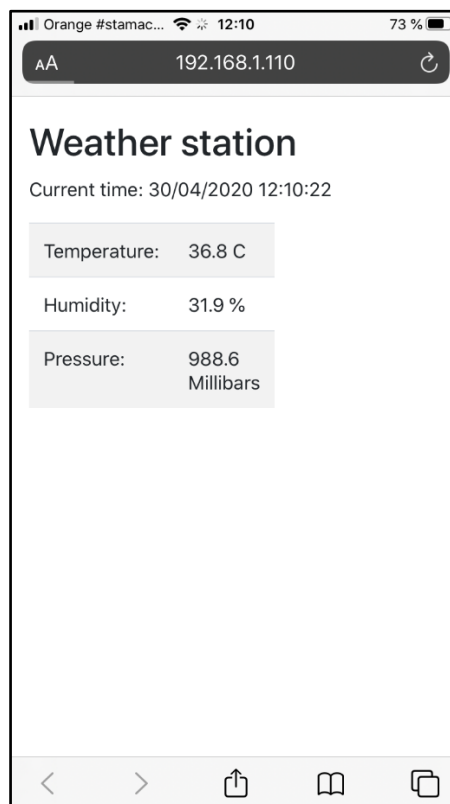 Orange #stamac... 12:10 73 %
AA 192.168.1.110
Weather station
Current time: 30/04/2020 12:10:22
Temperature: 36.8 C
Humidity: 31.9 %
Pressure: 988.6
Millibars